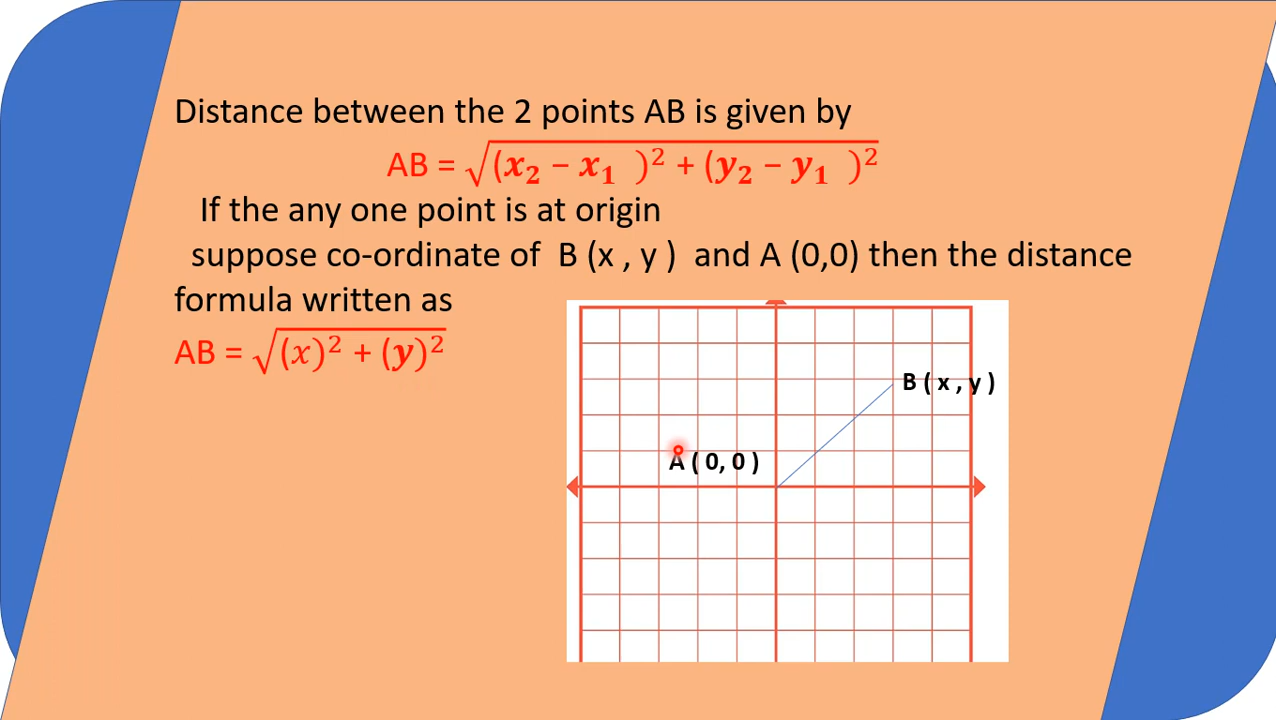 Distance between the 2 points AB is given by
AB = √((x₂ − x₁ )² + (y₂ − y₁ )²)
If the any one point is at origin
suppose co-ordinate of B (x , y ) and A (0,0) then the distance
formula written as
AB = √((x)² + (y)²)
B ( x , y )
A ( 0, 0 )